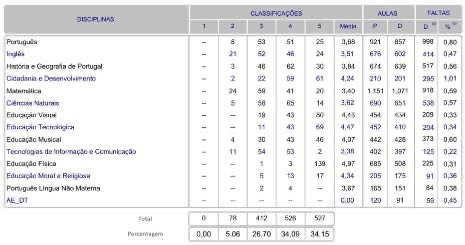 DISCIPLINAS CLASSIFICAÇÕES AULAS FALTAS
1 2 3 4 5 Média P D D %
Português -- 8 53 51 25 3,68 921 857 998 0,80
Inglês -- 21 52 46 24 3,51 676 602 414 0,47
História e Geografia de Portugal -- 3 46 62 30 3,84 674 639 517 0,56
Cidadania e Desenvolvimento -- 2 22 59 61 4,24 210 201 295 1,01
Matemática -- 24 59 41 20 3,40 1,151 1,071 918 0,59
Ciências Naturais -- 5 58 65 14 3,62 690 651 538 0,57
Educação Visual -- -- 19 43 80 4,43 454 434 209 0,33
Educação Tecnológica -- -- 11 43 69 4,47 452 410 204 0,34
Educação Musical -- 4 30 43 46 4,07 442 428 373 0,60
Tecnologias de Informação e Comunicação -- 11 54 53 2 3,38 402 397 125 0,22
Educação Física -- -- 1 3 139 4,97 685 508 225 0,31
Educação Moral e Religiosa -- -- 5 13 17 4,34 205 175 91 0,36
Português Língua Não Materna -- -- 2 4 -- 3,67 165 151 84 0,38
AE_DT -- -- -- -- -- 0,00 120 91 59 0,45
Total 0 78 412 526 527
Percentagem 0,00 5,06 26,70 34,09 34,15